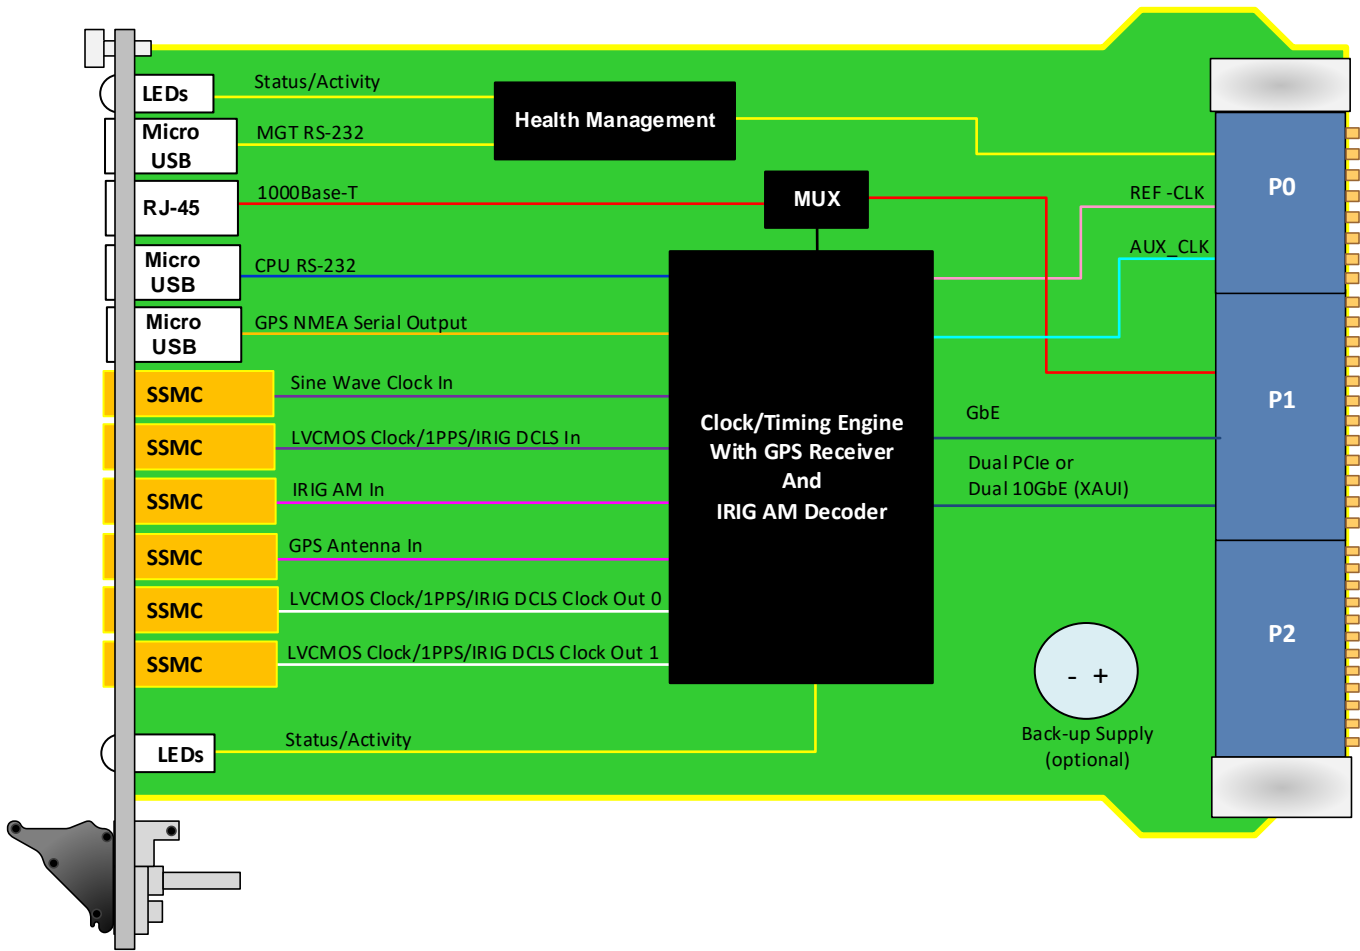 Status/Activity
LEDs
Health Management
Micro
USB
MGT RS-232
P0
RJ-45
1000Base-T
MUX
REF -CLK
AUX_CLK
Micro
USB
CPU RS-232
Micro
USB
GPS NMEA Serial Output
SSMC
Sine Wave Clock In
P1
GbE
Clock/Timing Engine
With GPS Receiver
And
IRIG AM Decoder
SSMC
LVCMOS Clock/1PPS/IRIG DCLS In
Dual PCIe or
Dual 10GbE (XAUI)
SSMC
IRIG AM In
SSMC
GPS Antenna In
SSMC
LVCMOS Clock/1PPS/IRIG DCLS Clock Out 0
P2
SSMC
LVCMOS Clock/1PPS/IRIG DCLS Clock Out 1
- +
Back-up Supply
(optional)
LEDs
Status/Activity